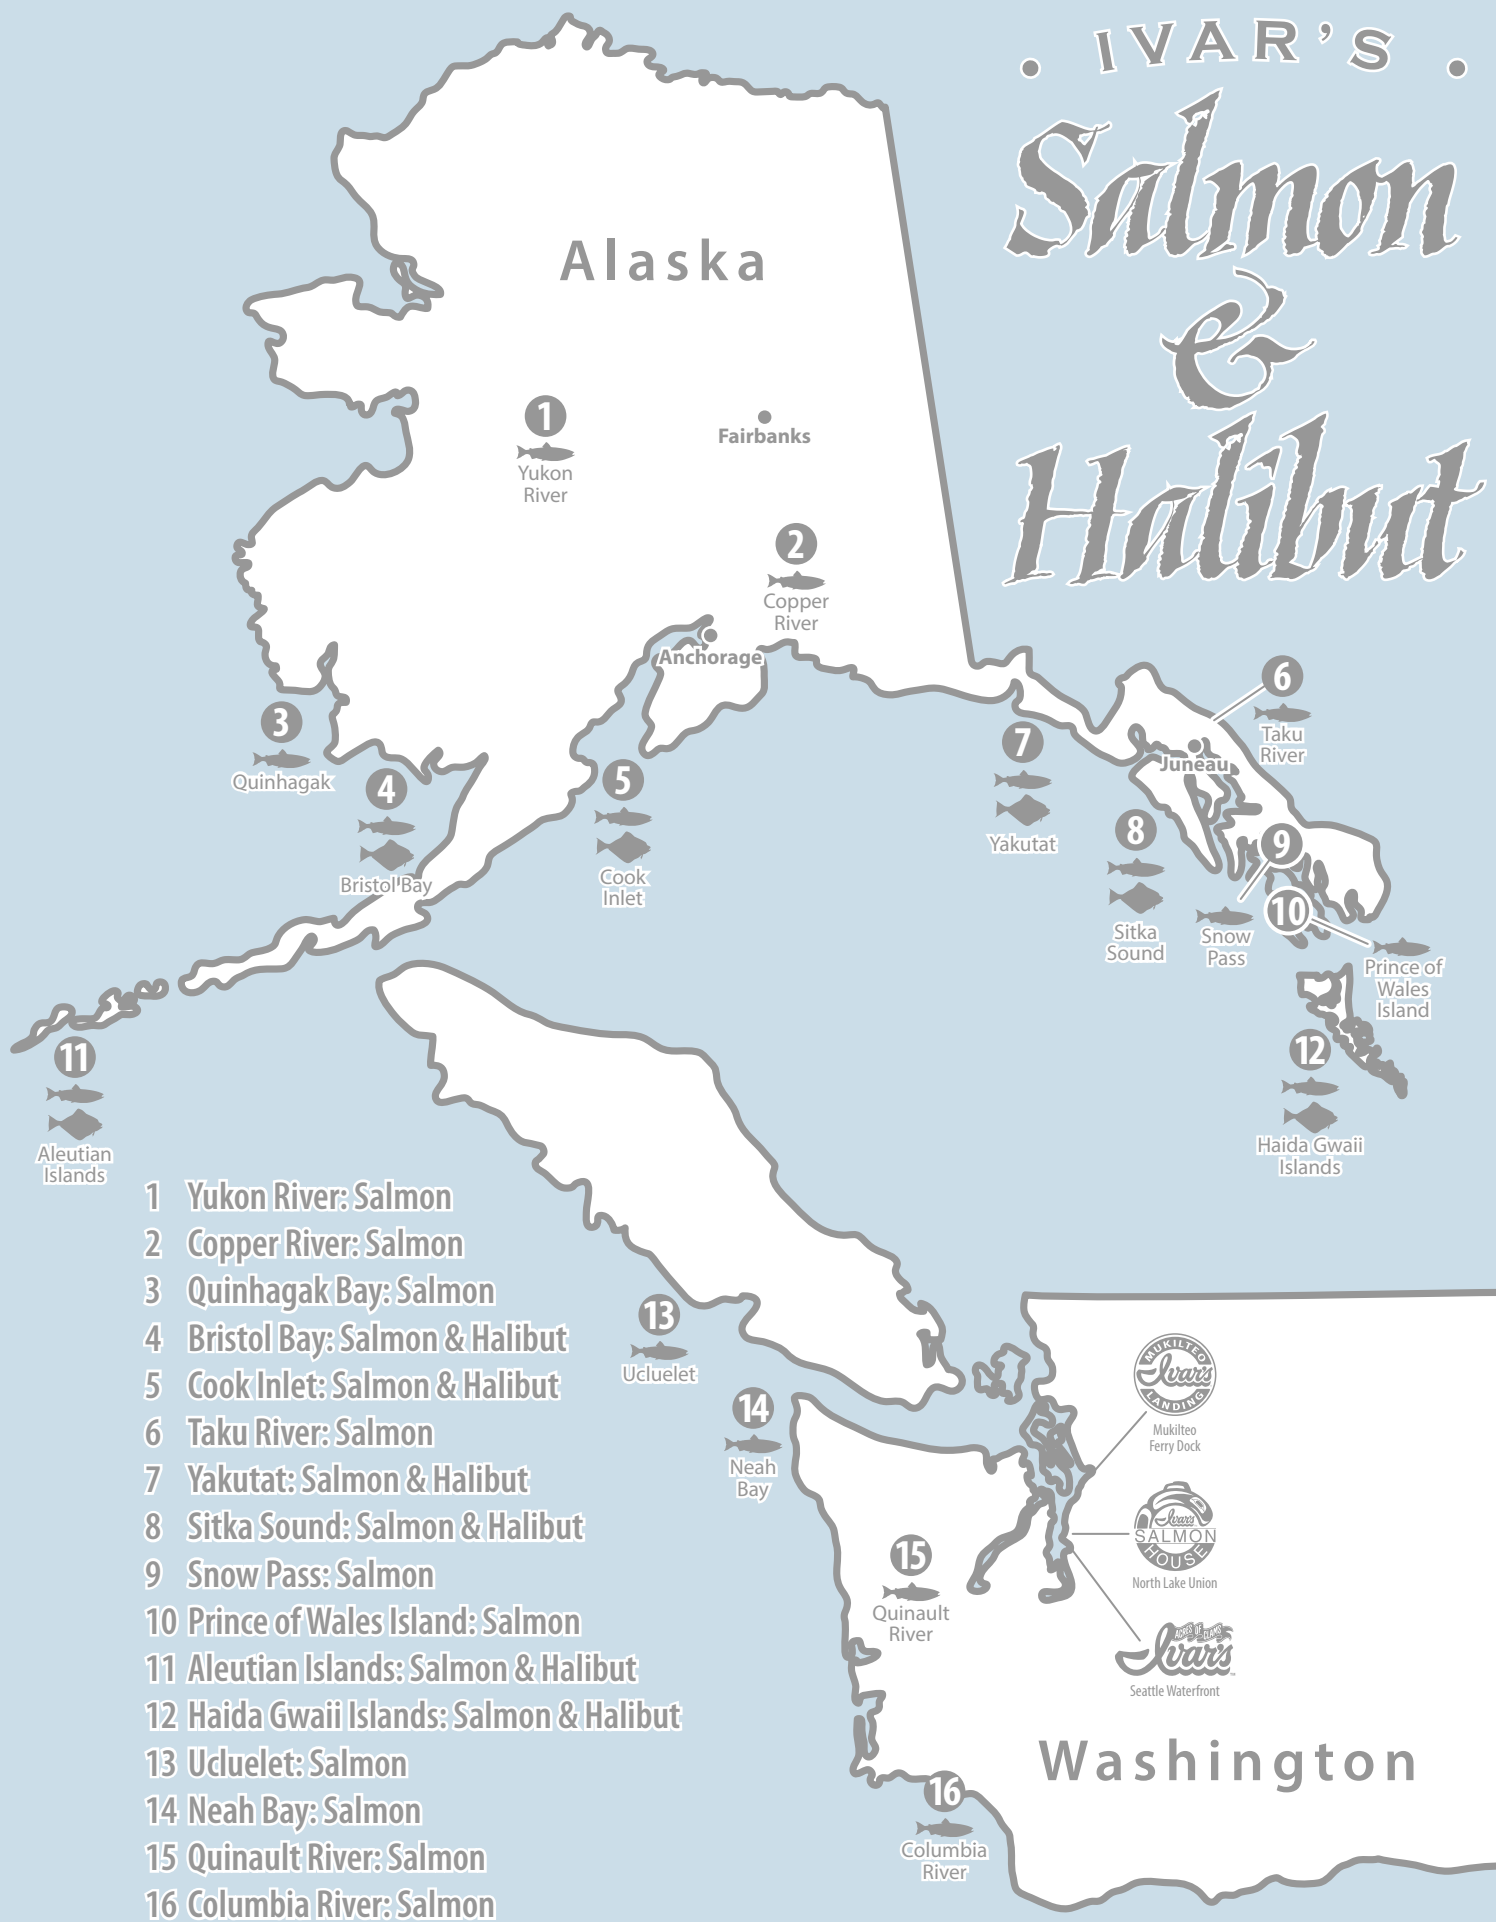 • IVAR'S •
Salmon
&
Halibut
Alaska
1
Yukon
River
Fairbanks
2
Copper
River
Anchorage
3
Quinhagak
4
Bristol Bay
5
Cook
Inlet
6
Taku
River
7
Yakutat
Juneau
8
Sitka
Sound
9
Snow
Pass
10
Prince of
Wales
Island
11
Aleutian
Islands
12
Haida Gwaii
Islands
1 Yukon River: Salmon
2 Copper River: Salmon
3 Quinhagak Bay: Salmon
4 Bristol Bay: Salmon & Halibut
5 Cook Inlet: Salmon & Halibut
6 Taku River: Salmon
7 Yakutat: Salmon & Halibut
8 Sitka Sound: Salmon & Halibut
9 Snow Pass: Salmon
10 Prince of Wales Island: Salmon
11 Aleutian Islands: Salmon & Halibut
12 Haida Gwaii Islands: Salmon & Halibut
13 Ucluelet: Salmon
14 Neah Bay: Salmon
15 Quinault River: Salmon
16 Columbia River: Salmon
13
Ucluelet
14
Neah
Bay
15
Quinault
River
16
Columbia
River
MUKILTEO
Ivar's
LANDING
Mukilteo
Ferry Dock
Ivar's
SALMON
HOUSE
North Lake Union
ACRES OF CLAMS
Ivar's
Seattle Waterfront
Washington